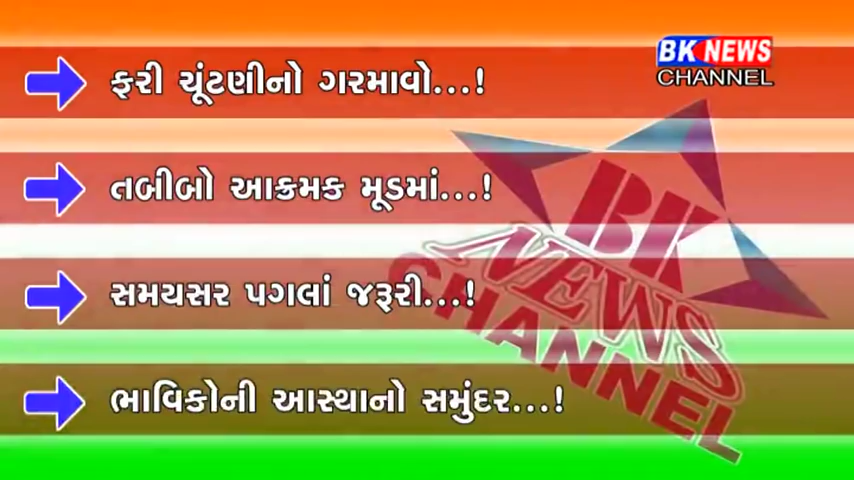 BK NEWS
CHANNEL
ફરી ચૂંટણીનો ગરમાવો...!
તબીબો આક્રમક મૂડમાં...!
સમયસર પગલાં જરૂરી...!
ભાવિકોની આસ્થાનો સમુંદર...!
BK
NEWS
CHANNEL